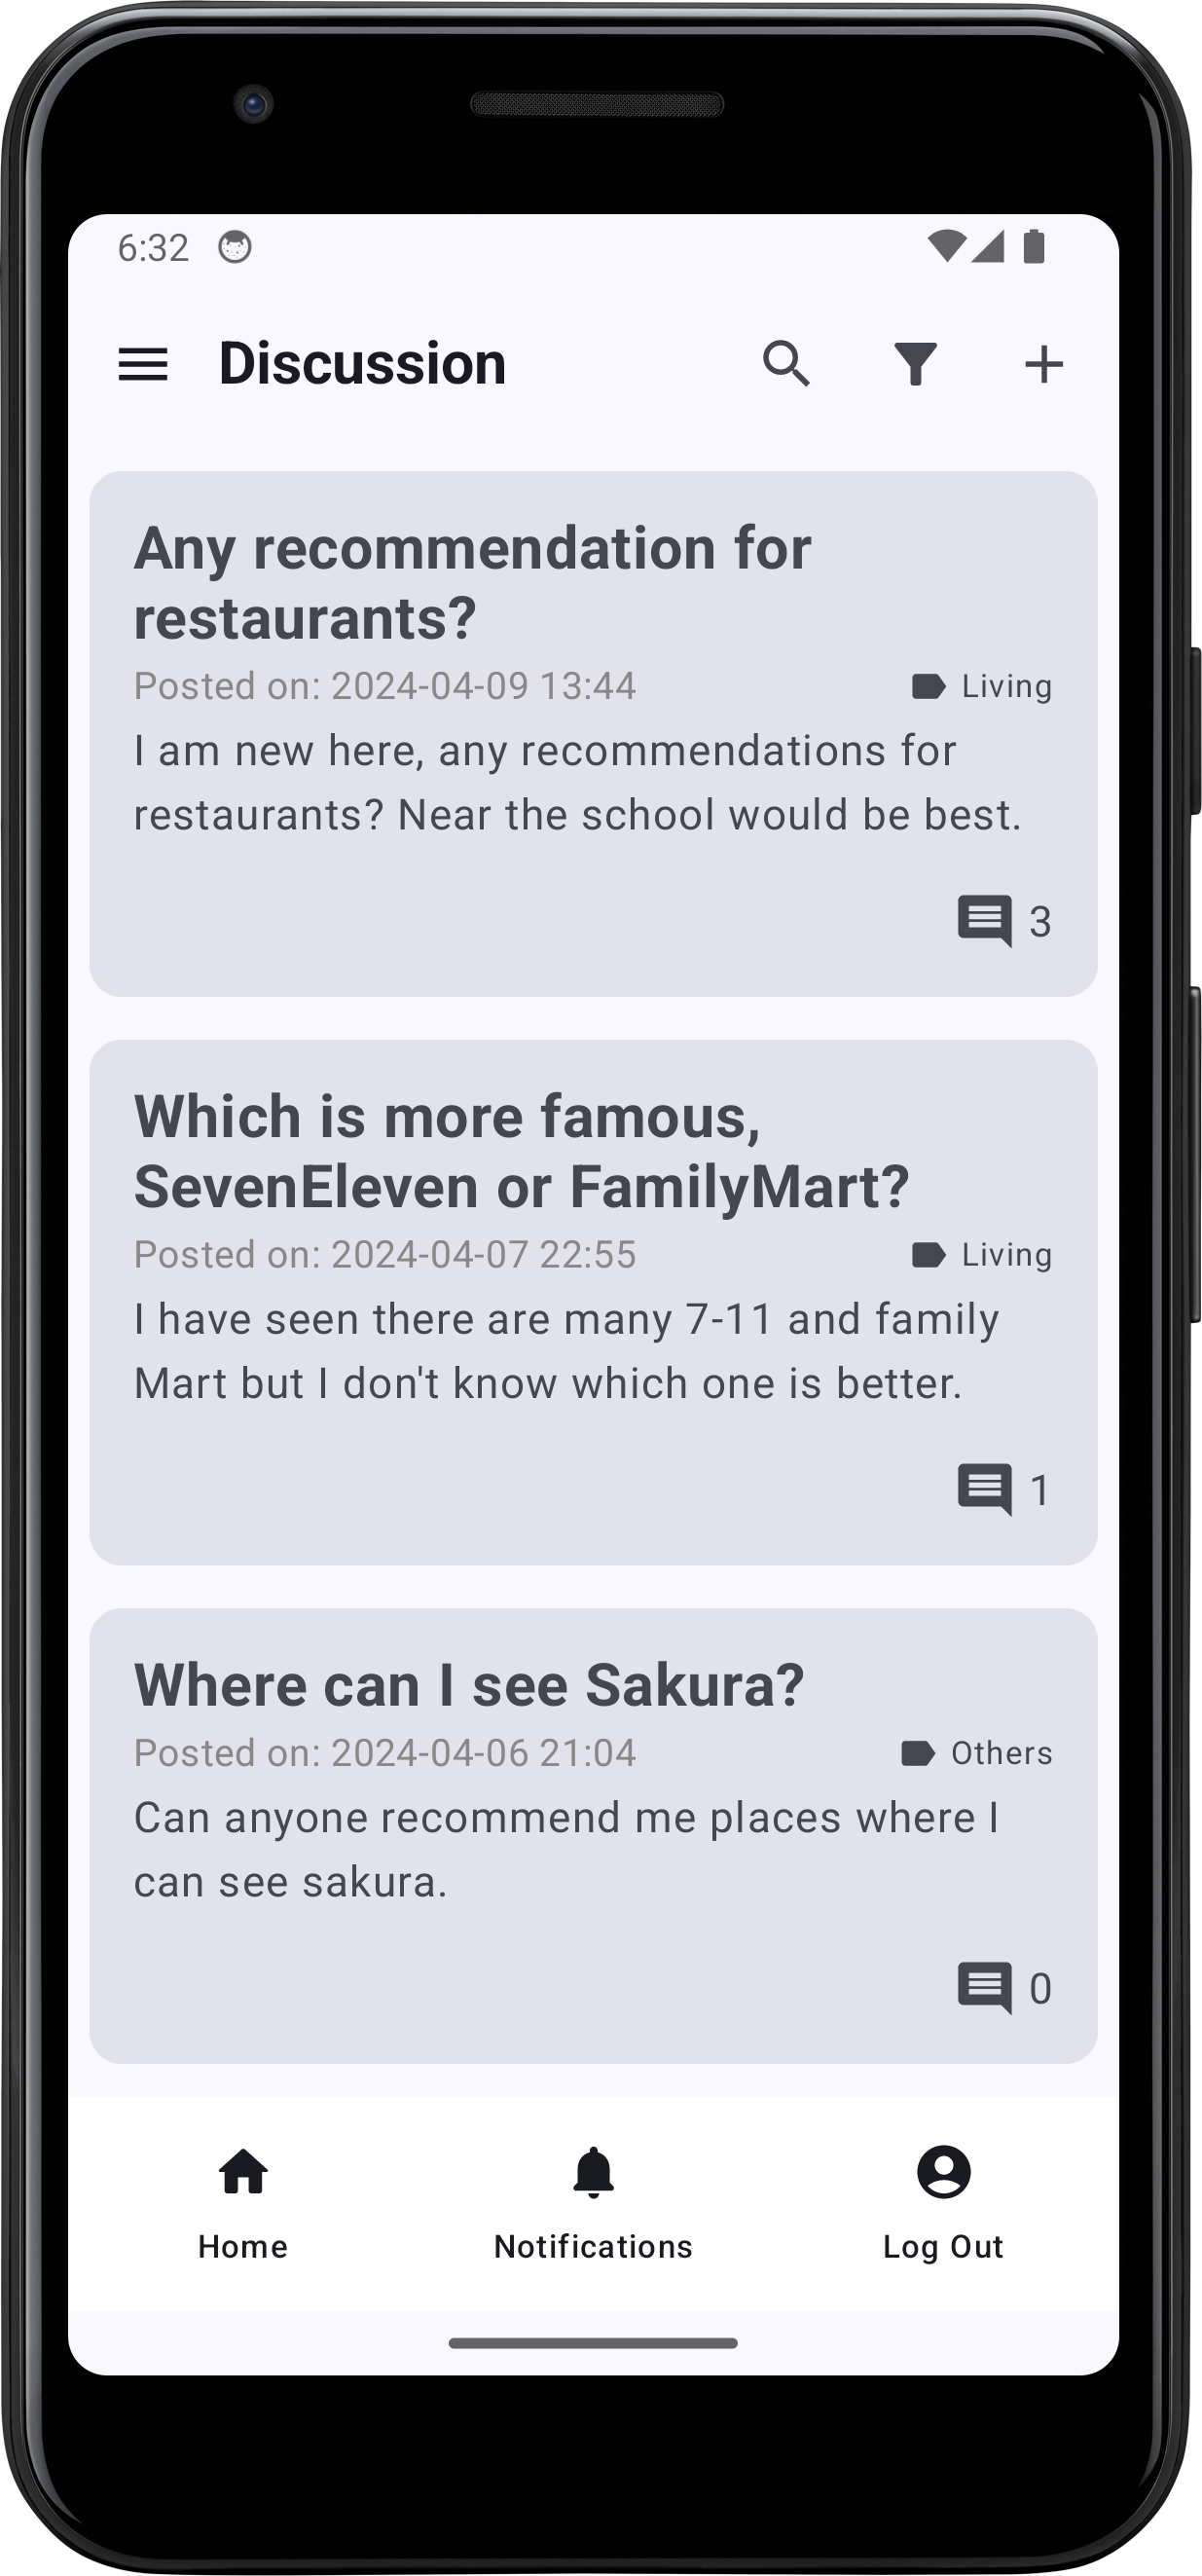 6:32
Discussion
Any recommendation for
restaurants?
Posted on: 2024-04-09 13:44 Living
I am new here, any recommendations for
restaurants? Near the school would be best.
3
Which is more famous,
SevenEleven or FamilyMart?
Posted on: 2024-04-07 22:55 Living
I have seen there are many 7-11 and family
Mart but I don't know which one is better.
1
Where can I see Sakura?
Posted on: 2024-04-06 21:04 Others
Can anyone recommend me places where I
can see sakura.
0
Home Notifications Log Out